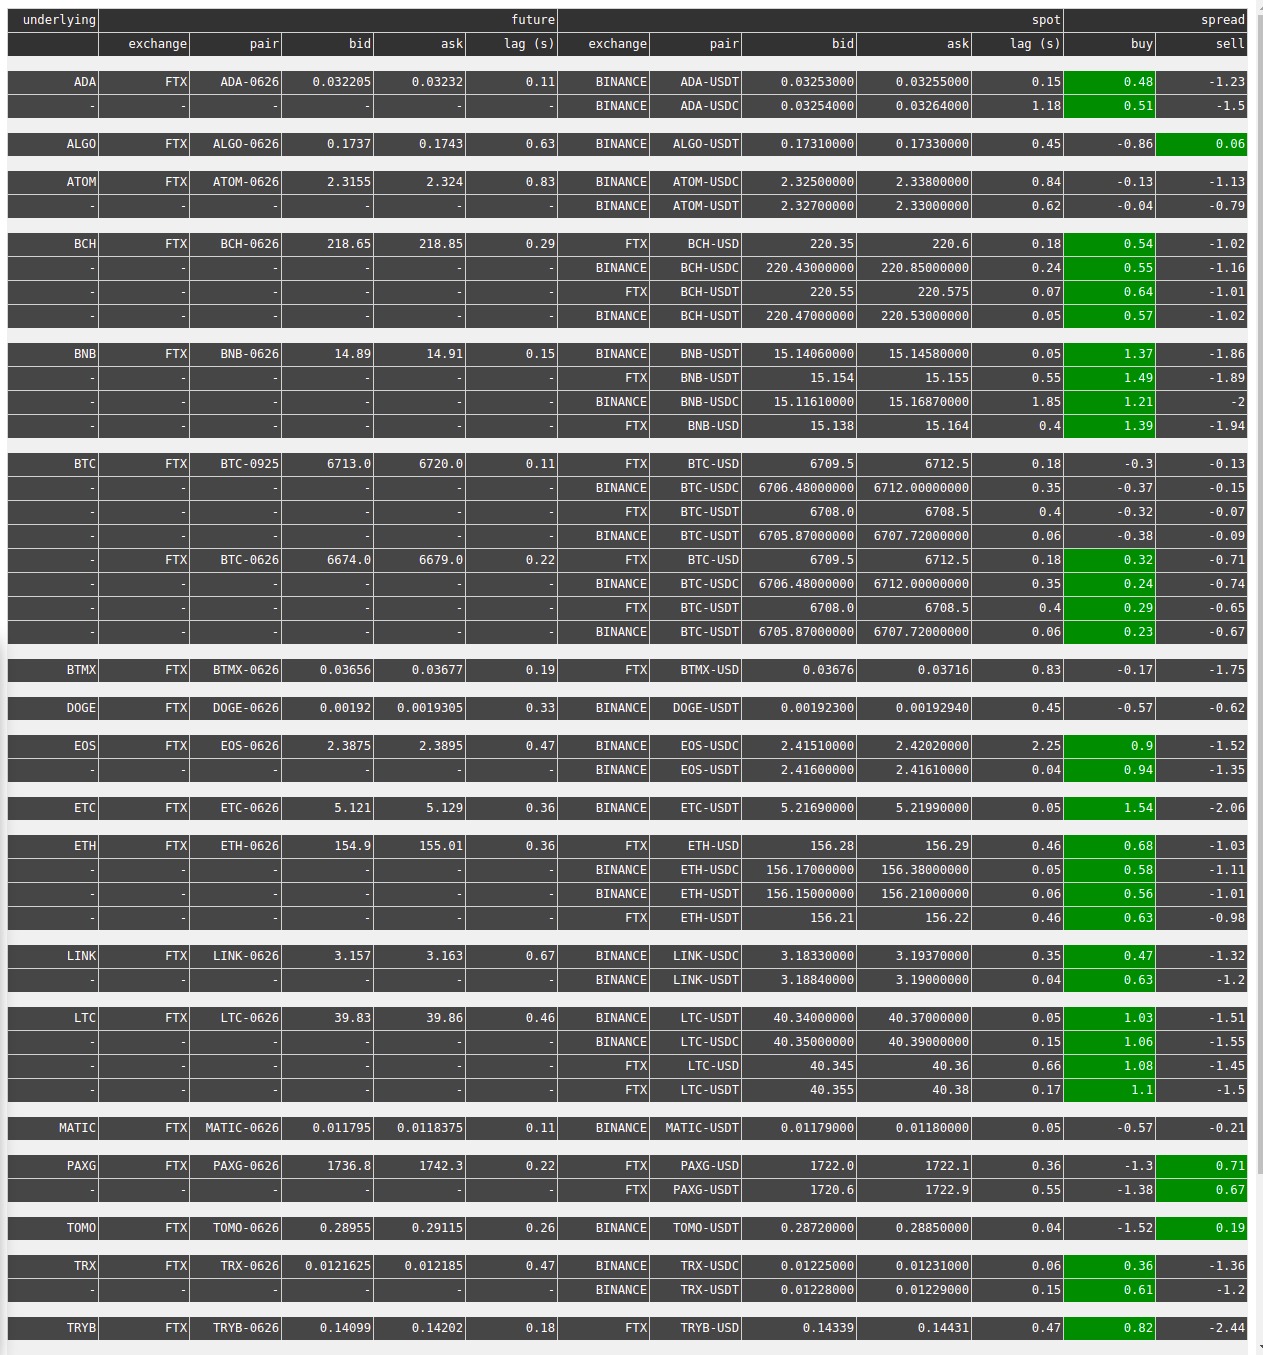 underlying future spot spread
exchange pair bid ask lag (s) exchange pair bid ask lag (s) buy sell
ADA FTX ADA-0626 0.032205 0.03232 0.11 BINANCE ADA-USDT 0.03253000 0.03255000 0.15 0.48 -1.23
- - - - - - BINANCE ADA-USDC 0.03254000 0.03264000 1.18 0.51 -1.5
ALGO FTX ALGO-0626 0.1737 0.1743 0.63 BINANCE ALGO-USDT 0.17310000 0.17330000 0.45 -0.86 0.06
ATOM FTX ATOM-0626 2.3155 2.324 0.83 BINANCE ATOM-USDC 2.32500000 2.33800000 0.84 -0.13 -1.13
- - - - - - BINANCE ATOM-USDT 2.32700000 2.33000000 0.62 -0.04 -0.79
BCH FTX BCH-0626 218.65 218.85 0.29 FTX BCH-USD 220.35 220.6 0.18 0.54 -1.02
- - - - - - BINANCE BCH-USDC 220.43000000 220.85000000 0.24 0.55 -1.16
- - - - - - FTX BCH-USDT 220.55 220.575 0.07 0.64 -1.01
- - - - - - BINANCE BCH-USDT 220.47000000 220.53000000 0.05 0.57 -1.02
BNB FTX BNB-0626 14.89 14.91 0.15 BINANCE BNB-USDT 15.14060000 15.14580000 0.05 1.37 -1.86
- - - - - - FTX BNB-USDT 15.154 15.155 0.55 1.49 -1.89
- - - - - - BINANCE BNB-USDC 15.11610000 15.16870000 1.85 1.21 -2
- - - - - - FTX BNB-USD 15.138 15.164 0.4 1.39 -1.94
BTC FTX BTC-0925 6713.0 6720.0 0.11 FTX BTC-USD 6709.5 6712.5 0.18 -0.3 -0.13
- - - - - - BINANCE BTC-USDC 6706.48000000 6712.00000000 0.35 -0.37 -0.15
- - - - - - FTX BTC-USDT 6708.0 6708.5 0.4 -0.32 -0.07
- - - - - - BINANCE BTC-USDT 6705.87000000 6707.72000000 0.06 -0.38 -0.09
- FTX BTC-0626 6674.0 6679.0 0.22 FTX BTC-USD 6709.5 6712.5 0.18 0.32 -0.71
- - - - - - BINANCE BTC-USDC 6706.48000000 6712.00000000 0.35 0.24 -0.74
- - - - - - FTX BTC-USDT 6708.0 6708.5 0.4 0.29 -0.65
- - - - - - BINANCE BTC-USDT 6705.87000000 6707.72000000 0.06 0.23 -0.67
BTMX FTX BTMX-0626 0.03656 0.03677 0.19 FTX BTMX-USD 0.03676 0.03716 0.83 -0.17 -1.75
DOGE FTX DOGE-0626 0.00192 0.0019305 0.33 BINANCE DOGE-USDT 0.00192300 0.00192940 0.45 -0.57 -0.62
EOS FTX EOS-0626 2.3875 2.3895 0.47 BINANCE EOS-USDC 2.41510000 2.42020000 2.25 0.9 -1.52
- - - - - - BINANCE EOS-USDT 2.41600000 2.41610000 0.04 0.94 -1.35
ETC FTX ETC-0626 5.121 5.129 0.36 BINANCE ETC-USDT 5.21690000 5.21990000 0.05 1.54 -2.06
ETH FTX ETH-0626 154.9 155.01 0.36 FTX ETH-USD 156.28 156.29 0.46 0.68 -1.03
- - - - - - BINANCE ETH-USDC 156.17000000 156.38000000 0.05 0.58 -1.11
- - - - - - BINANCE ETH-USDT 156.15000000 156.21000000 0.06 0.56 -1.01
- - - - - - FTX ETH-USDT 156.21 156.22 0.46 0.63 -0.98
LINK FTX LINK-0626 3.157 3.163 0.67 BINANCE LINK-USDC 3.18330000 3.19370000 0.35 0.47 -1.32
- - - - - - BINANCE LINK-USDT 3.18840000 3.19000000 0.04 0.63 -1.2
LTC FTX LTC-0626 39.83 39.86 0.46 BINANCE LTC-USDT 40.34000000 40.37000000 0.05 1.03 -1.51
- - - - - - BINANCE LTC-USDC 40.35000000 40.39000000 0.15 1.06 -1.55
- - - - - - FTX LTC-USD 40.345 40.36 0.66 1.08 -1.45
- - - - - - FTX LTC-USDT 40.355 40.38 0.17 1.1 -1.5
MATIC FTX MATIC-0626 0.011795 0.0118375 0.11 BINANCE MATIC-USDT 0.01179000 0.01180000 0.05 -0.57 -0.21
PAXG FTX PAXG-0626 1736.8 1742.3 0.22 FTX PAXG-USD 1722.0 1722.1 0.36 -1.3 0.71
- - - - - - FTX PAXG-USDT 1720.6 1722.9 0.55 -1.38 0.67
TOMO FTX TOMO-0626 0.28955 0.29115 0.26 BINANCE TOMO-USDT 0.28720000 0.28850000 0.04 -1.52 0.19
TRX FTX TRX-0626 0.0121625 0.012185 0.47 BINANCE TRX-USDC 0.01225000 0.01231000 0.06 0.36 -1.36
- - - - - - BINANCE TRX-USDT 0.01228000 0.01229000 0.15 0.61 -1.2
TRYB FTX TRYB-0626 0.14099 0.14202 0.18 FTX TRYB-USD 0.14339 0.14431 0.47 0.82 -2.44